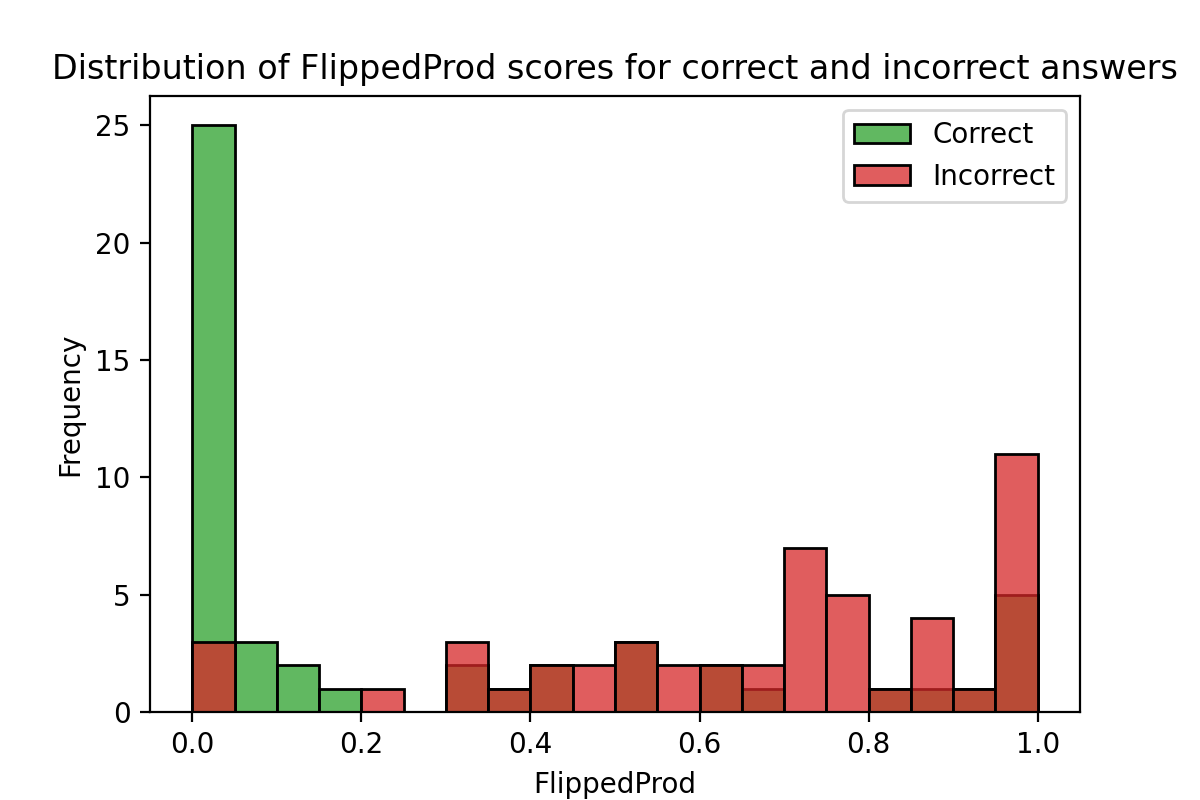 Distribution of FlippedProd scores for correct and incorrect answers
Correct
Incorrect
Frequency
25
20
15
10
5
0
0.0 0.2 0.4 0.6 0.8 1.0
FlippedProd